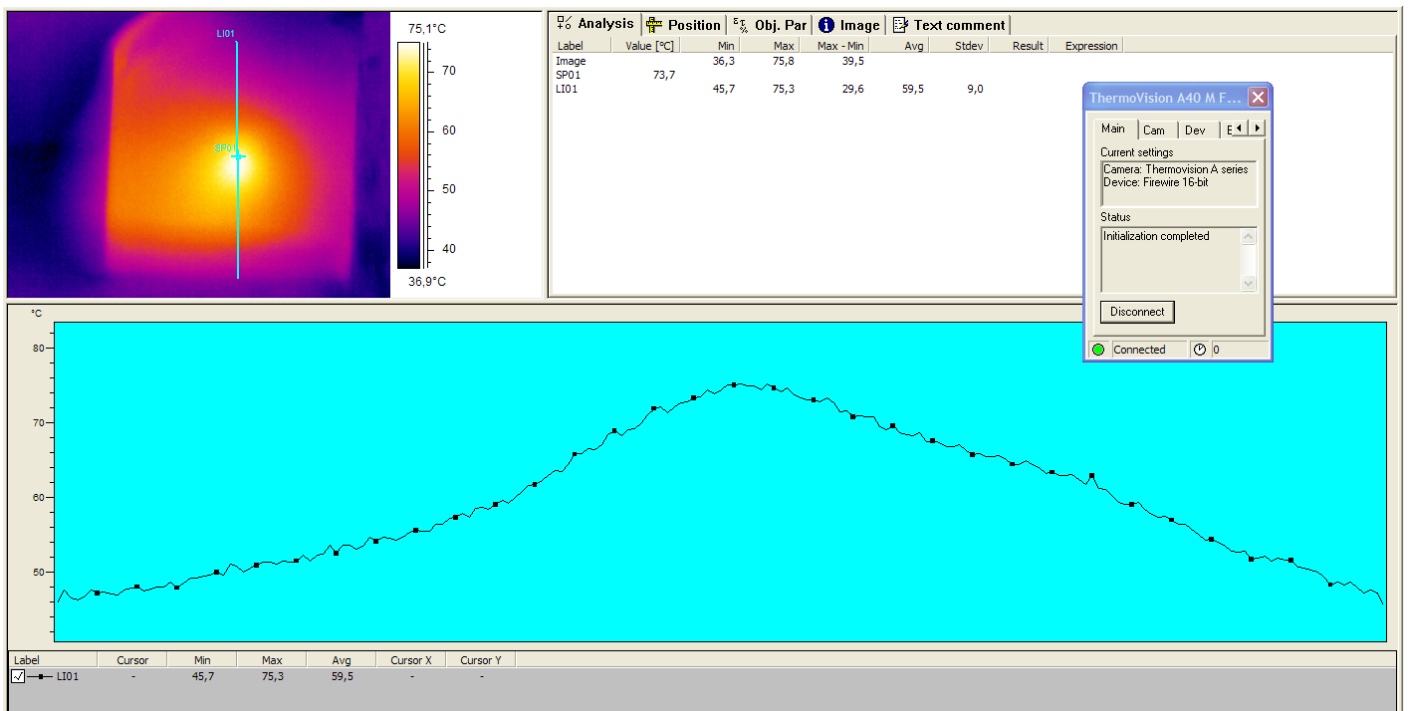 LI01
SP01
75,1°C
70
60
50
40
36,9°C
Analysis Position Obj. Par Image Text comment
Label Value [°C] Min Max Max - Min Avg Stdev Result Expression
Image 36,3 75,8 39,5
SP01 73,7
LI01 45,7 75,3 29,6 59,5 9,0
ThermoVision A40 M F...
Main Cam Dev E
Current settings
Camera: Thermovision A series
Device: Firewire 16-bit
Status
Initialization completed
Disconnect
Connected 0
°C
80
70
60
50
Label Cursor Min Max Avg Cursor X Cursor Y
LI01 - 45,7 75,3 59,5 - -